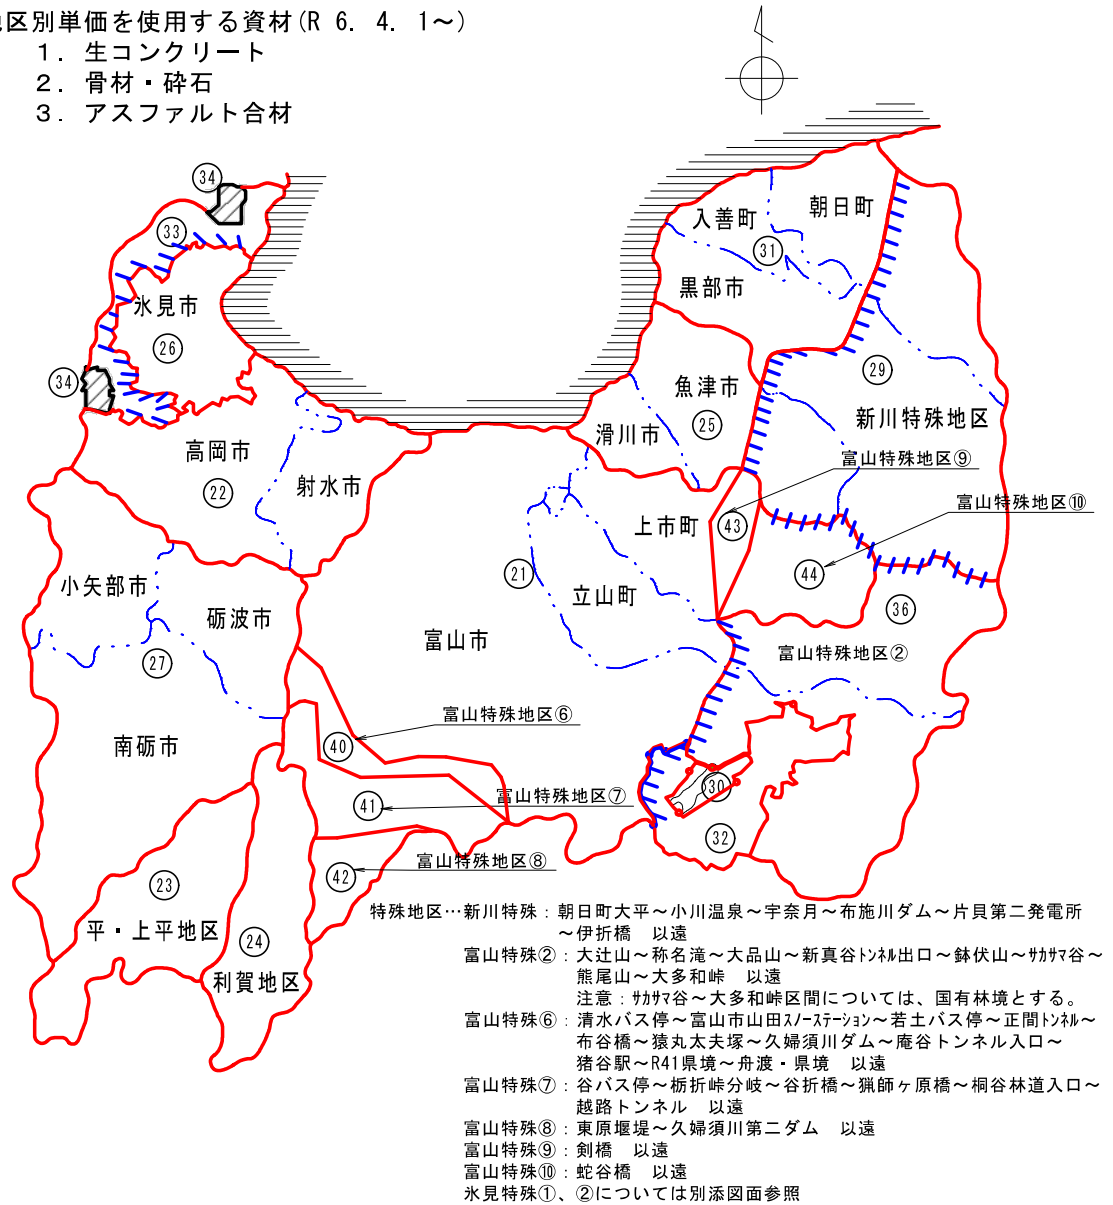 区別単価を使用する資材(R 6. 4. 1～)
1. 生コンクリート
2. 骨材・砕石
3. アスファルト合材
34
33
氷見市
26
34
高岡市
22
射水市
入善町
朝日町
31
黒部市
魚津市
25
滑川市
29
新川特殊地区
富山特殊地区⑨
富山特殊地区⑩
上市町
43
44
36
21
立山町
富山特殊地区②
小矢部市
砺波市
27
富山市
南砺市
富山特殊地区⑥
40
富山特殊地区⑦
41
富山特殊地区⑧
42
30
32
23
平・上平地区
24
利賀地区
特殊地区…新川特殊：朝日町大平～小川温泉～宇奈月～布施川ダム～片貝第二発電所
～伊折橋　以遠
富山特殊②：大辻山～称名滝～大品山～新真谷ﾄﾝﾈﾙ出口～鉢伏山～ｻｶｻﾏ谷～
熊尾山～大多和峠　以遠
注意：ｻｶｻﾏ谷～大多和峠区間については、国有林境とする。
富山特殊⑥：清水バス停～富山市山田ｽﾉｰｽﾃｰｼｮﾝ～若土バス停～正間ﾄﾝﾈﾙ～
布谷橋～猿丸太夫塚～久婦須川ダム～庵谷トンネル入口～
猪谷駅～R41県境～舟渡・県境　以遠
富山特殊⑦：谷バス停～栃折峠分岐～谷折橋～猟師ヶ原橋～桐谷林道入口～
越路トンネル　以遠
富山特殊⑧：東原堰堤～久婦須川第二ダム　以遠
富山特殊⑨：剣橋　以遠
富山特殊⑩：蛇谷橋　以遠
氷見特殊①、②については別添図面参照